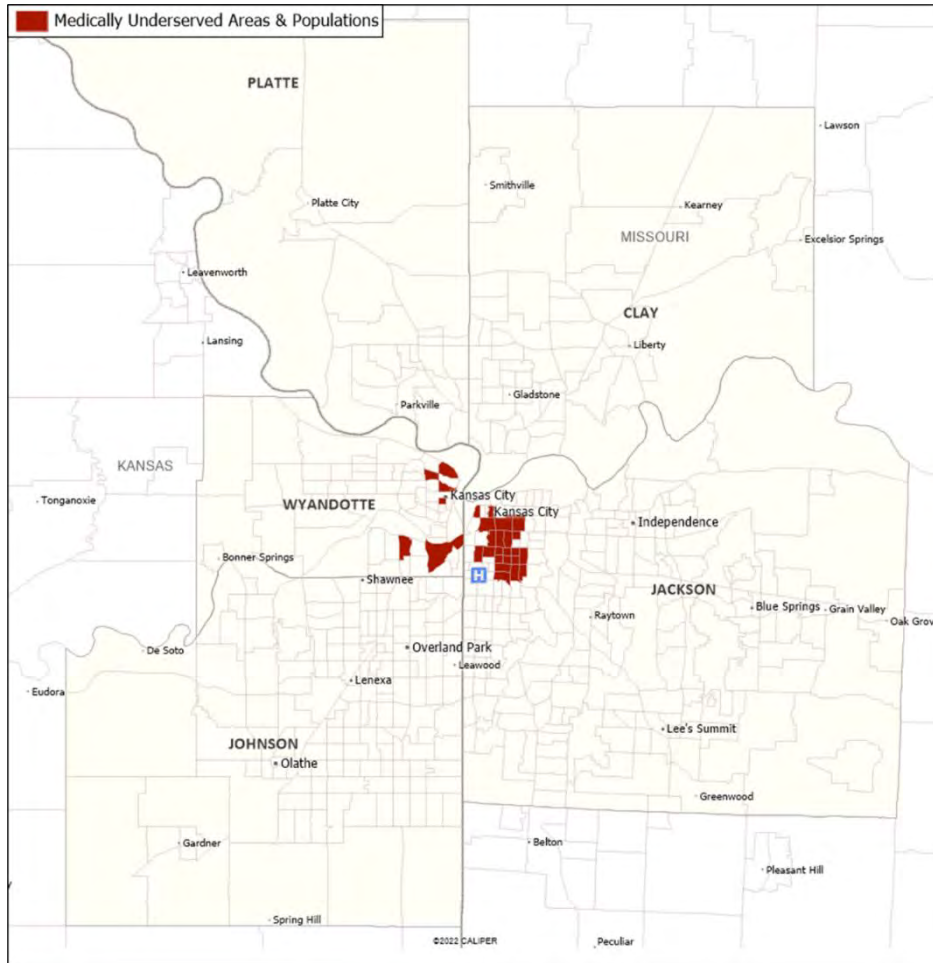 Medically Underserved Areas & Populations
PLATTE
Lawson
Smithville
Platte City
Kearney
MISSOURI
Excelsior Springs
Leavenworth
CLAY
Lansing
Liberty
Gladstone
Parkville
KANSAS
Tonganoxie
WYANDOTTE
Kansas City
Kansas City
Independence
Bonner Springs
H
Shawnee
JACKSON
Blue Springs
Grain Valley
Raytown
Oak Grov
De Soto
Overland Park
Leawood
Eudora
Lenexa
Lee's Summit
JOHNSON
Olathe
Greenwood
Gardner
Belton
Pleasant Hill
y
Spring Hill
©2022 CALIPER
Peculiar